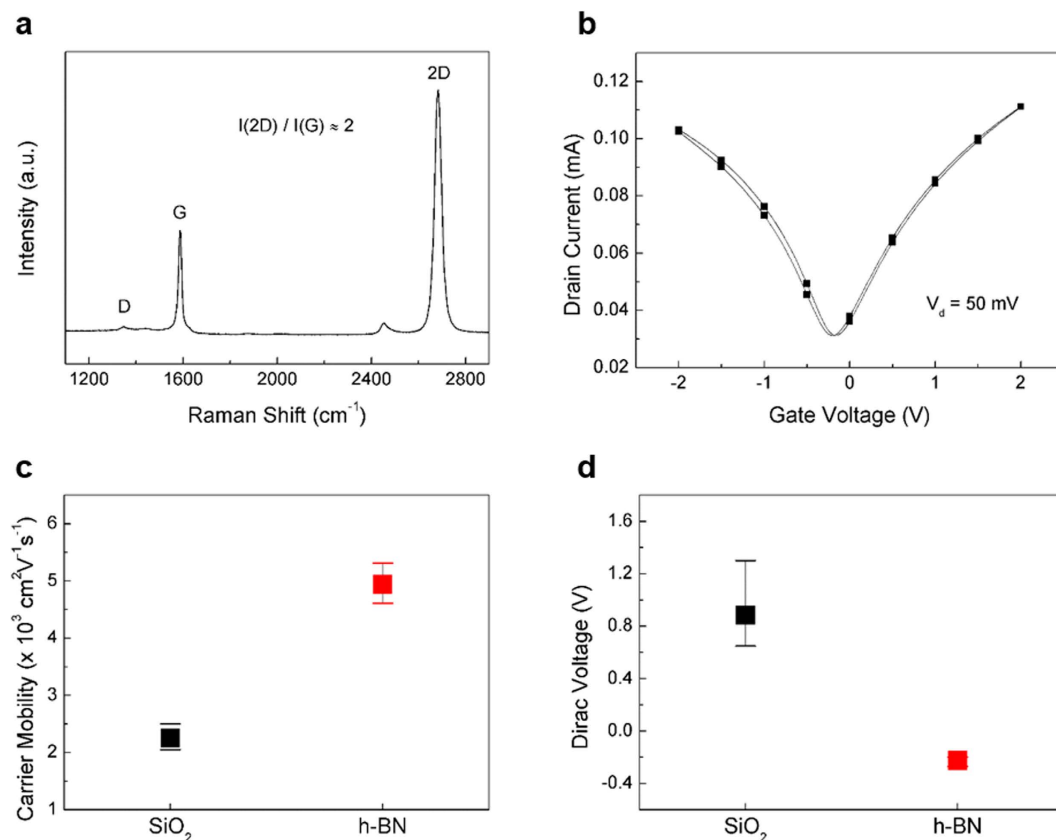 a
I(2D) / I(G) ≈ 2
2D
G
D
Intensity (a.u.)
1200 1600 2000 2400 2800
Raman Shift (cm⁻¹)
b
0.12
0.10
0.08
0.06
0.04
0.02
Drain Current (mA)
V_d = 50 mV
-2 -1 0 1 2
Gate Voltage (V)
c
6
5
4
3
2
1
Carrier Mobility (x 10³ cm²V⁻¹s⁻¹)
SiO₂ h-BN
d
1.6
1.2
0.8
0.4
0.0
-0.4
Dirac Voltage (V)
SiO₂ h-BN